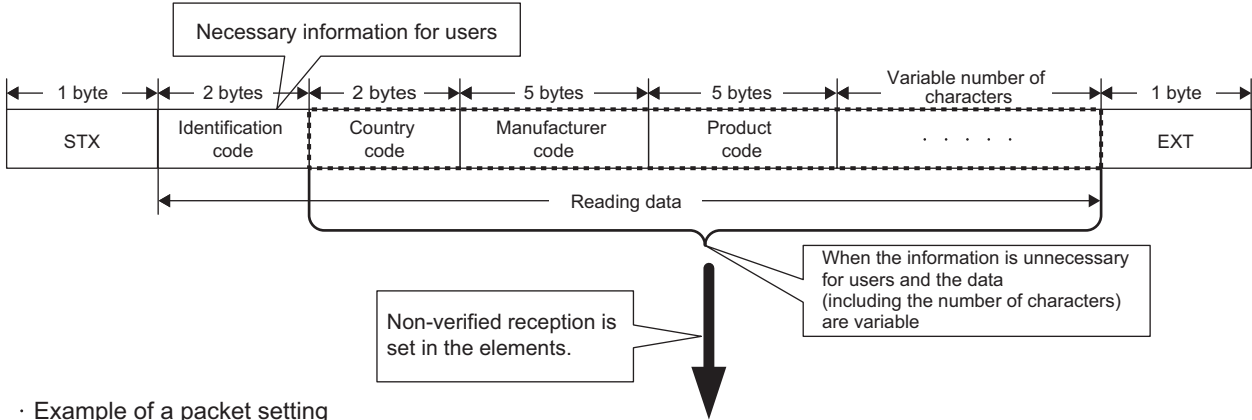 Necessary information for users
1 byte
2 bytes
2 bytes
5 bytes
5 bytes
Variable number of
characters
1 byte
STX
Identification
code
Country
code
Manufacturer
code
Product
code
· · · · ·
EXT
Reading data
When the information is unnecessary
for users and the data
(including the number of characters)
are variable
Non-verified reception is
set in the elements.
· Example of a packet setting